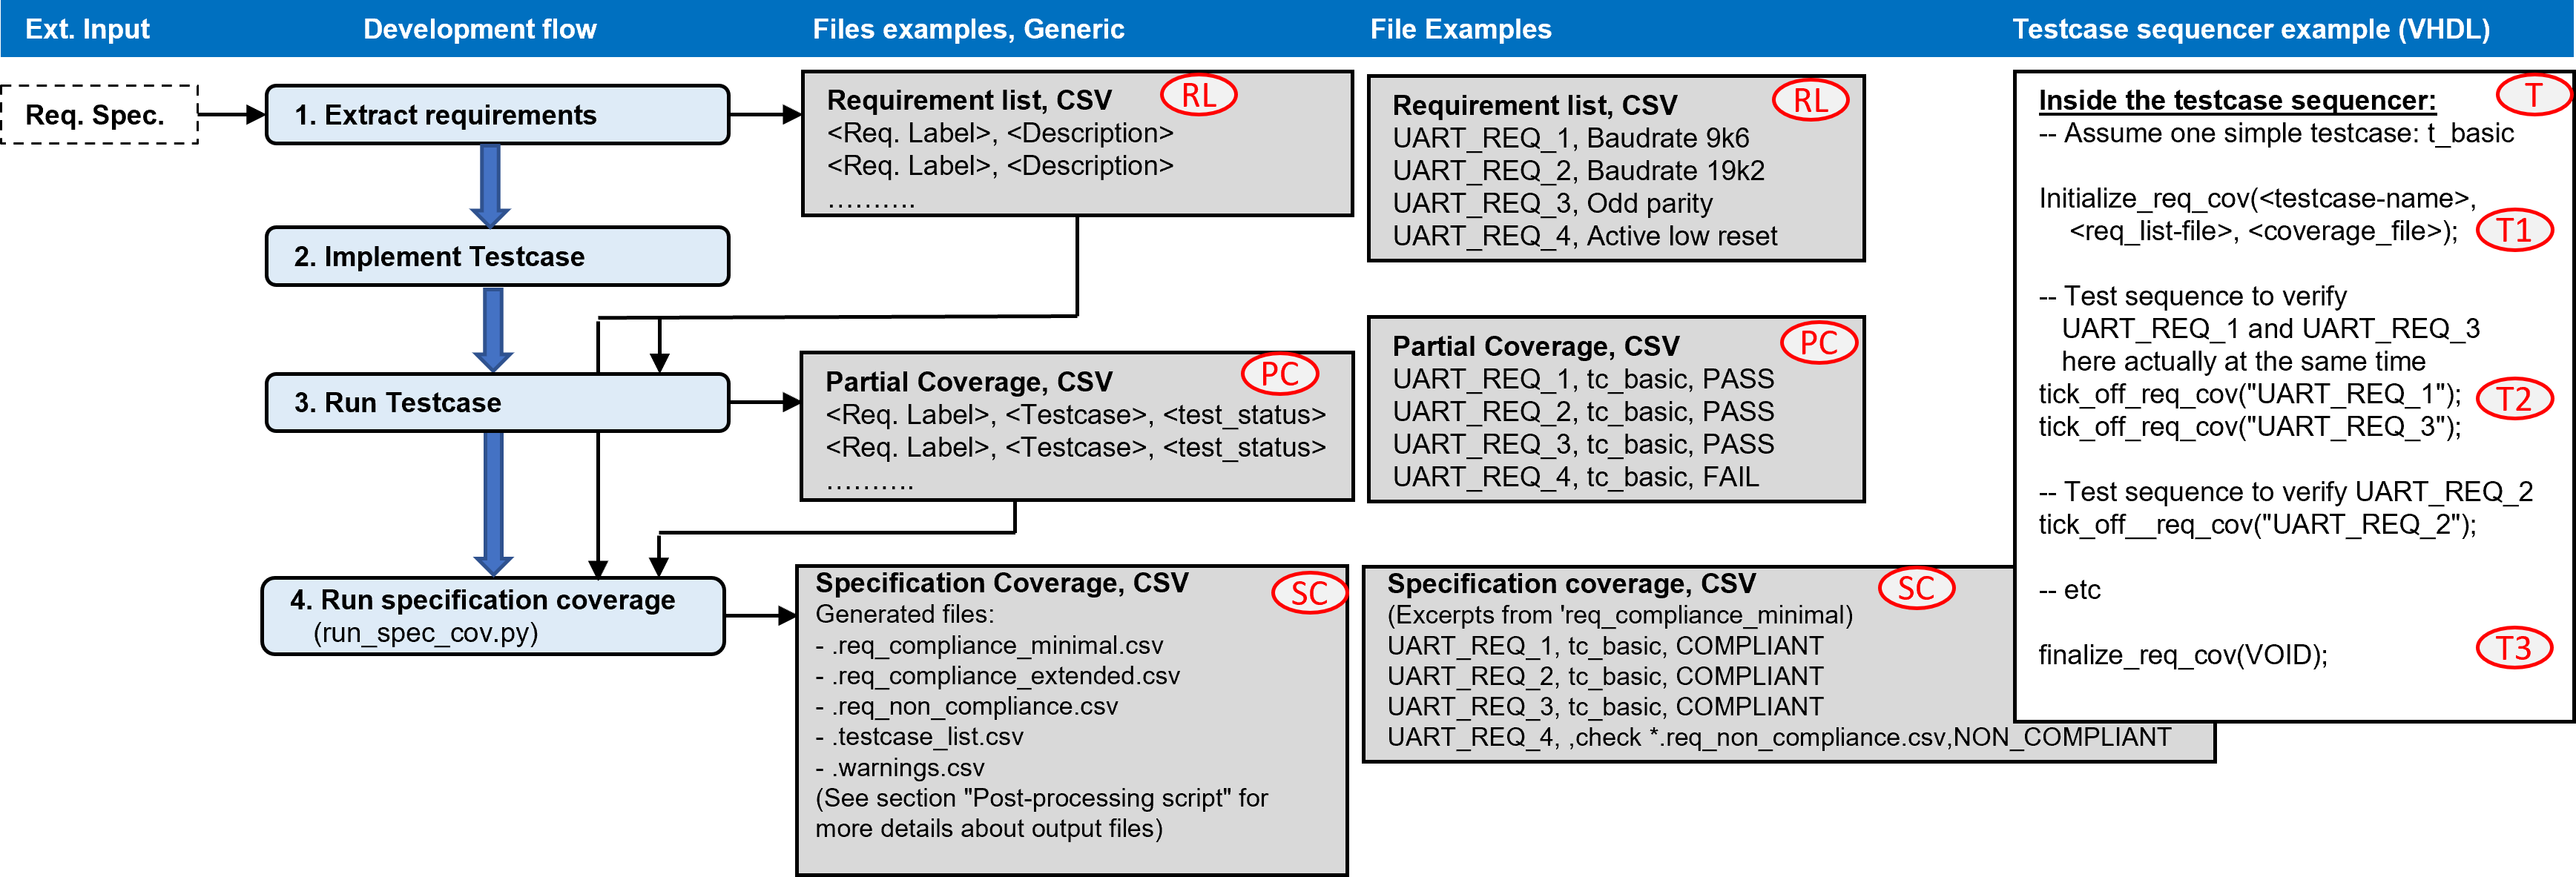 Ext. Input
Development flow
Files examples, Generic
File Examples
Testcase sequencer example (VHDL)
Req. Spec.
1. Extract requirements
2. Implement Testcase
3. Run Testcase
4. Run specification coverage
(run_spec_cov.py)
Requirement list, CSV
RL
<Req. Label>, <Description>
<Req. Label>, <Description>
……….
Partial Coverage, CSV
PC
<Req. Label>, <Testcase>, <test_status>
<Req. Label>, <Testcase>, <test_status>
……….
Specification Coverage, CSV
SC
Generated files:
- .req_compliance_minimal.csv
- .req_compliance_extended.csv
- .req_non_compliance.csv
- .testcase_list.csv
- .warnings.csv
(See section "Post-processing script" for
more details about output files)
Requirement list, CSV
RL
UART_REQ_1, Baudrate 9k6
UART_REQ_2, Baudrate 19k2
UART_REQ_3, Odd parity
UART_REQ_4, Active low reset
Partial Coverage, CSV
PC
UART_REQ_1, tc_basic, PASS
UART_REQ_2, tc_basic, PASS
UART_REQ_3, tc_basic, PASS
UART_REQ_4, tc_basic, FAIL
Specification coverage, CSV
SC
(Excerpts from 'req_compliance_minimal)
UART_REQ_1, tc_basic, COMPLIANT
UART_REQ_2, tc_basic, COMPLIANT
UART_REQ_3, tc_basic, COMPLIANT
UART_REQ_4, ,check *.req_non_compliance.csv,NON_COMPLIANT
Inside the testcase sequencer:
T
-- Assume one simple testcase: t_basic
Initialize_req_cov(<testcase-name>,
<req_list-file>, <coverage_file>);
T1
-- Test sequence to verify
UART_REQ_1 and UART_REQ_3
here actually at the same time
tick_off_req_cov("UART_REQ_1");
T2
tick_off_req_cov("UART_REQ_3");
-- Test sequence to verify UART_REQ_2
tick_off__req_cov("UART_REQ_2");
-- etc
finalize_req_cov(VOID);
T3